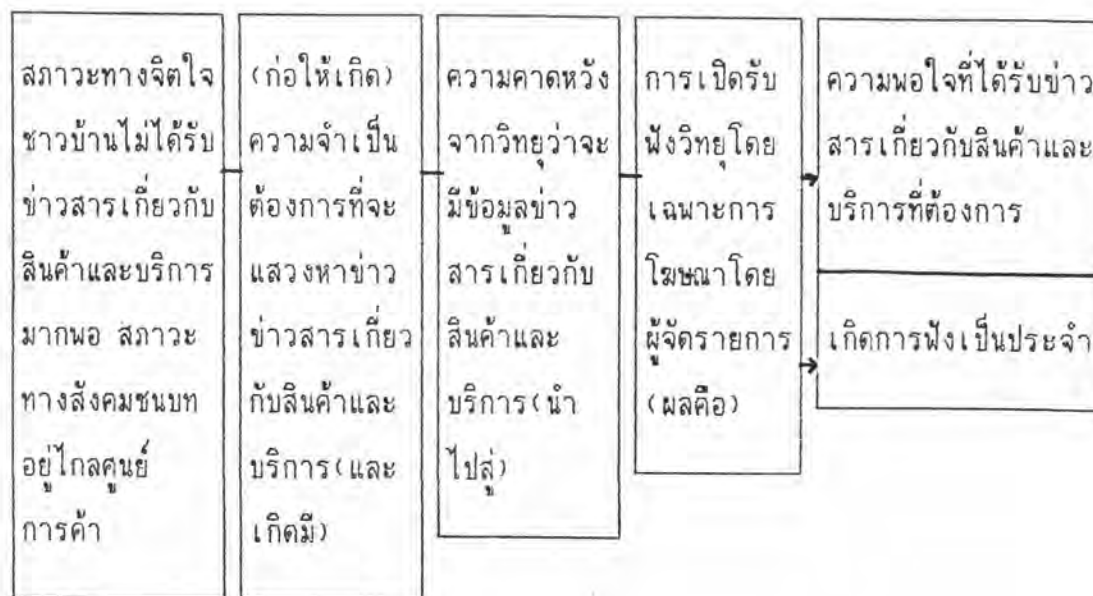 สภาวะทางจิตใจ
ชาวบ้านไม่ได้รับ
ข่าวสารเกี่ยวกับ
สินค้าและบริการ
มากพอ สภาวะ
ทางสังคมชนบท
อยู่ไกลศูนย์
การค้า
(ก่อให้เกิด)
ความจำเป็น
ต้องการที่จะ
แสวงหาข่าว
ข่าวสารเกี่ยว
กับสินค้าและ
บริการ(และ
เกิดมี)
ความคาดหวัง
จากวิทยุว่าจะ
มีข้อมูลข่าว
สารเกี่ยวกับ
สินค้าและ
บริการ(นำ
ไปสู่)
การเปิดรับ
ฟังวิทยุโดย
เฉพาะการ
โฆษณาโดย
ผู้จัดรายการ
(ผลคือ)
ความพอใจที่ได้รับข่าว
สารเกี่ยวกับสินค้าและ
บริการที่ต้องการ
เกิดการฟังเป็นประจำ